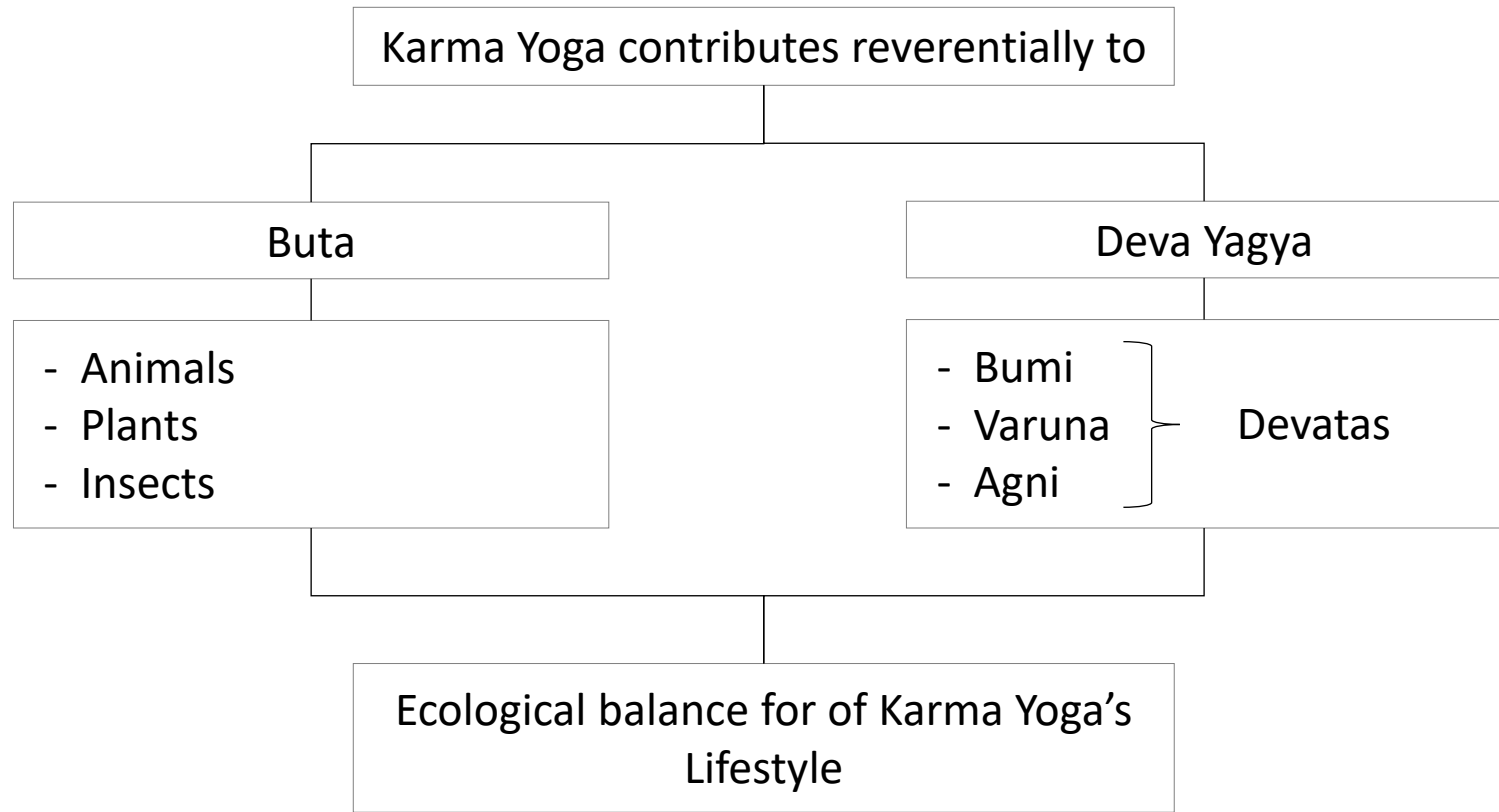 Karma Yoga contributes reverentially to
Buta
Deva Yagya
- Animals
- Plants
- Insects
- Bumi
- Varuna
- Agni
Devatas
Ecological balance for of Karma Yoga’s
Lifestyle